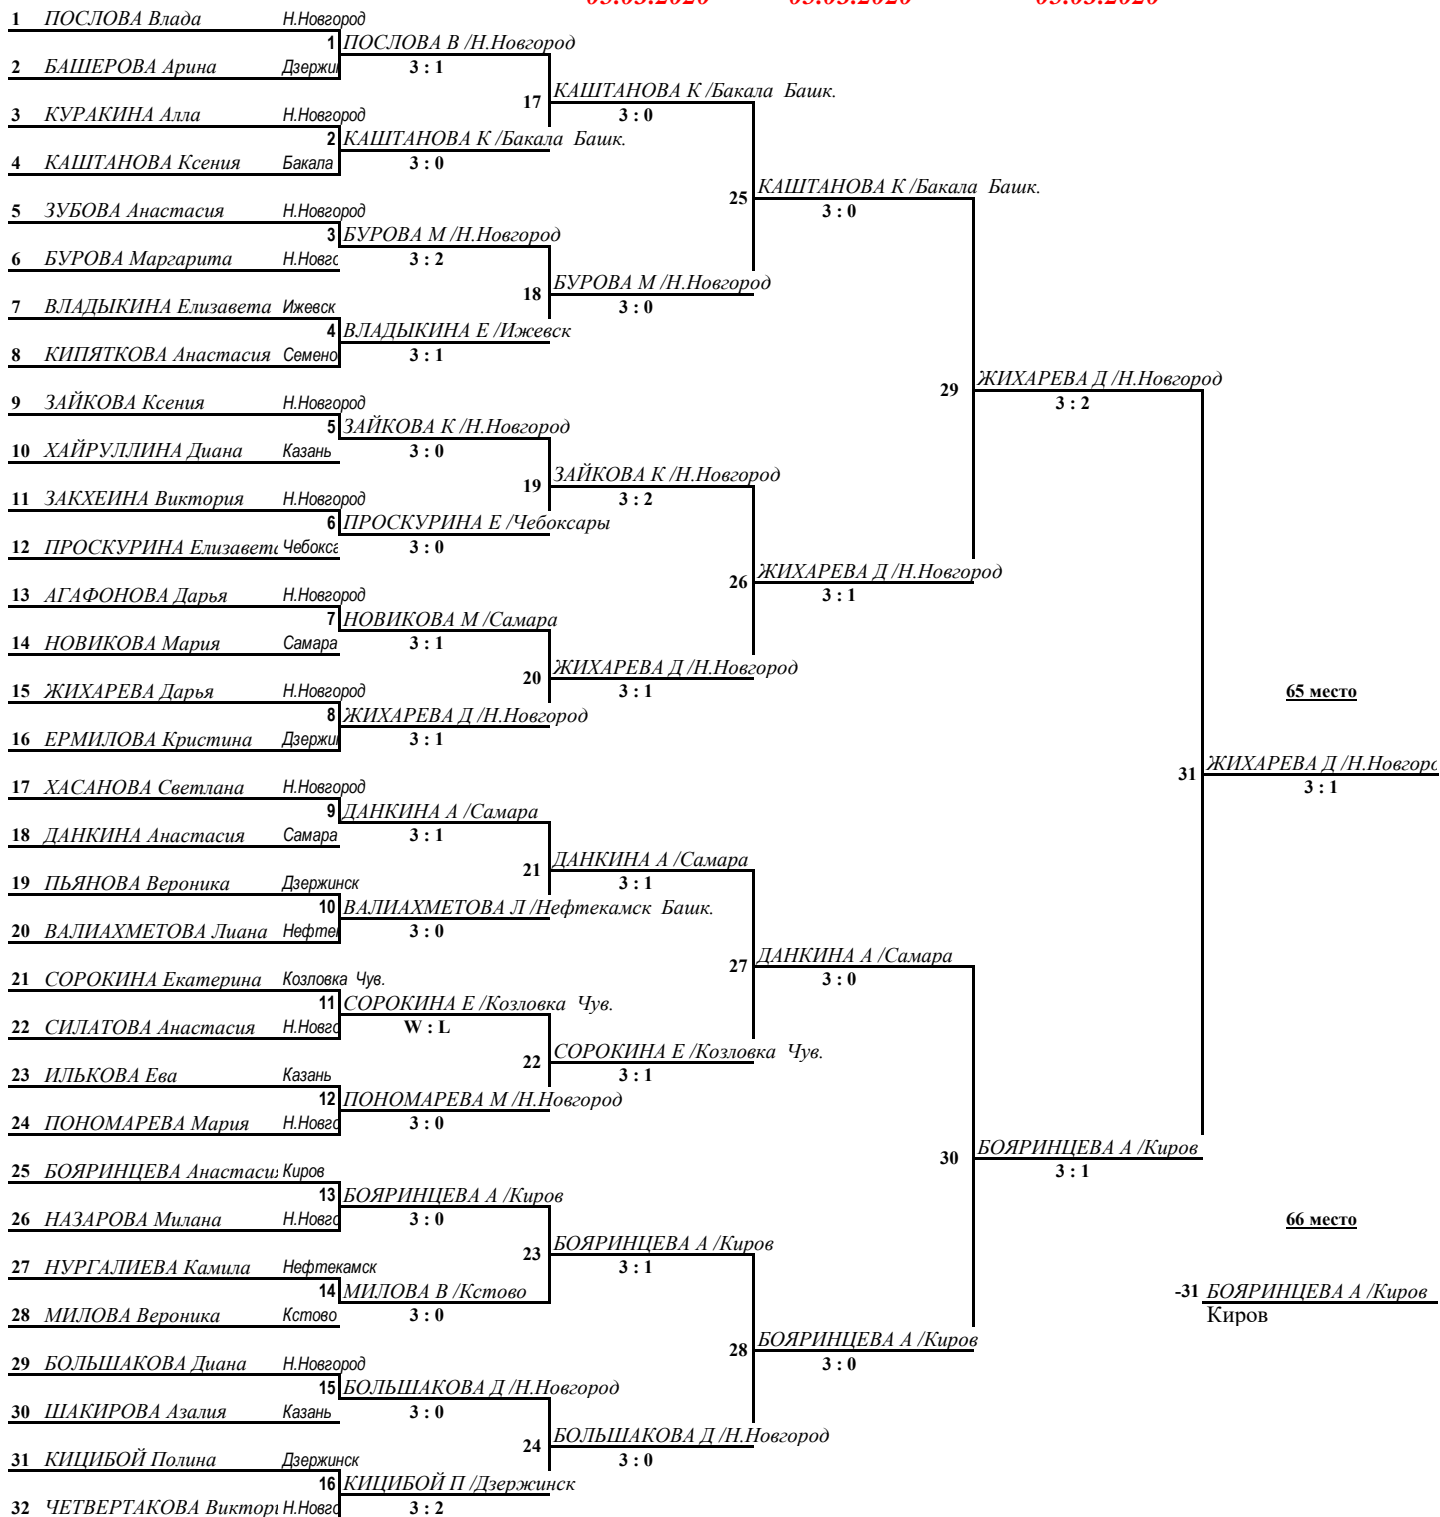 1 ПОСЛОВА Влада Н.Новгород
1 ПОСЛОВА В /Н.Новгород
2 БАШЕРОВА Арина Дзержи 3 : 1
17 КАШТАНОВА К /Бакала Башк.
3 КУРАКИНА Алла Н.Новгород 3 : 0
2 КАШТАНОВА К /Бакала Башк.
4 КАШТАНОВА Ксения Бакала 3 : 0
25 КАШТАНОВА К /Бакала Башк.
5 ЗУБОВА Анастасия Н.Новгород 3 : 0
3 БУРОВА М /Н.Новгород
6 БУРОВА Маргарита Н.Новгс 3 : 2
18 БУРОВА М /Н.Новгород
7 ВЛАДЫКИНА Елизавета Ижевск 3 : 0
4 ВЛАДЫКИНА Е /Ижевск
8 КИПЯТКОВА Анастасия Семено 3 : 1
29 ЖИХАРЕВА Д /Н.Новгород
9 ЗАЙКОВА Ксения Н.Новгород 3 : 2
5 ЗАЙКОВА К /Н.Новгород
10 ХАЙРУЛЛИНА Диана Казань 3 : 0
19 ЗАЙКОВА К /Н.Новгород
11 ЗАКХЕИНА Виктория Н.Новгород 3 : 2
6 ПРОСКУРИНА Е /Чебоксары
12 ПРОСКУРИНА Елизавета Чебокса 3 : 0
26 ЖИХАРЕВА Д /Н.Новгород
13 АГАФОНОВА Дарья Н.Новгород 3 : 1
7 НОВИКОВА М /Самара
14 НОВИКОВА Мария Самара 3 : 1
20 ЖИХАРЕВА Д /Н.Новгород
15 ЖИХАРЕВА Дарья Н.Новгород 3 : 1 65 место
8 ЖИХАРЕВА Д /Н.Новгород
16 ЕРМИЛОВА Кристина Дзержи 3 : 1
31 ЖИХАРЕВА Д /Н.Новгоро
17 ХАСАНОВА Светлана Н.Новгород 3 : 1
9 ДАНКИНА А /Самара
18 ДАНКИНА Анастасия Самара 3 : 1
21 ДАНКИНА А /Самара
19 ПЬЯНОВА Вероника Дзержинск 3 : 1
10 ВАЛИАХМЕТОВА Л /Нефтекамск Башк.
20 ВАЛИАХМЕТОВА Лиана Нефте 3 : 0
27 ДАНКИНА А /Самара
21 СОРОКИНА Екатерина Козловка Чув. 3 : 0
11 СОРОКИНА Е /Козловка Чув.
22 СИЛАТОВА Анастасия Н.Новго W : L
22 СОРОКИНА Е /Козловка Чув.
23 ИЛЬКОВА Ева Казань 3 : 1
12 ПОНОМАРЕВА М /Н.Новгород
24 ПОНОМАРЕВА Мария Н.Новго 3 : 0
30 БОЯРИНЦЕВА А /Киров
25 БОЯРИНЦЕВА Анастаси Киров 3 : 1
13 БОЯРИНЦЕВА А /Киров
26 НАЗАРОВА Милана Н.Новго 3 : 0 66 место
23 БОЯРИНЦЕВА А /Киров
27 НУРГАЛИЕВА Камила Нефтекамск 3 : 1
14 МИЛОВА В /Кстово -31 БОЯРИНЦЕВА А /Киров
28 МИЛОВА Вероника Кстово 3 : 0 Киров
28 БОЯРИНЦЕВА А /Киров
29 БОЛЬШАКОВА Диана Н.Новгород 3 : 0
15 БОЛЬШАКОВА Д /Н.Новгород
30 ШАКИРОВА Азалия Казань 3 : 0
24 БОЛЬШАКОВА Д /Н.Новгород
31 КИЦИБОЙ Полина Дзержинск 3 : 0
16 КИЦИБОЙ П /Дзержинск
32 ЧЕТВЕРТАКОВА Виктори Н.Новго 3 : 2